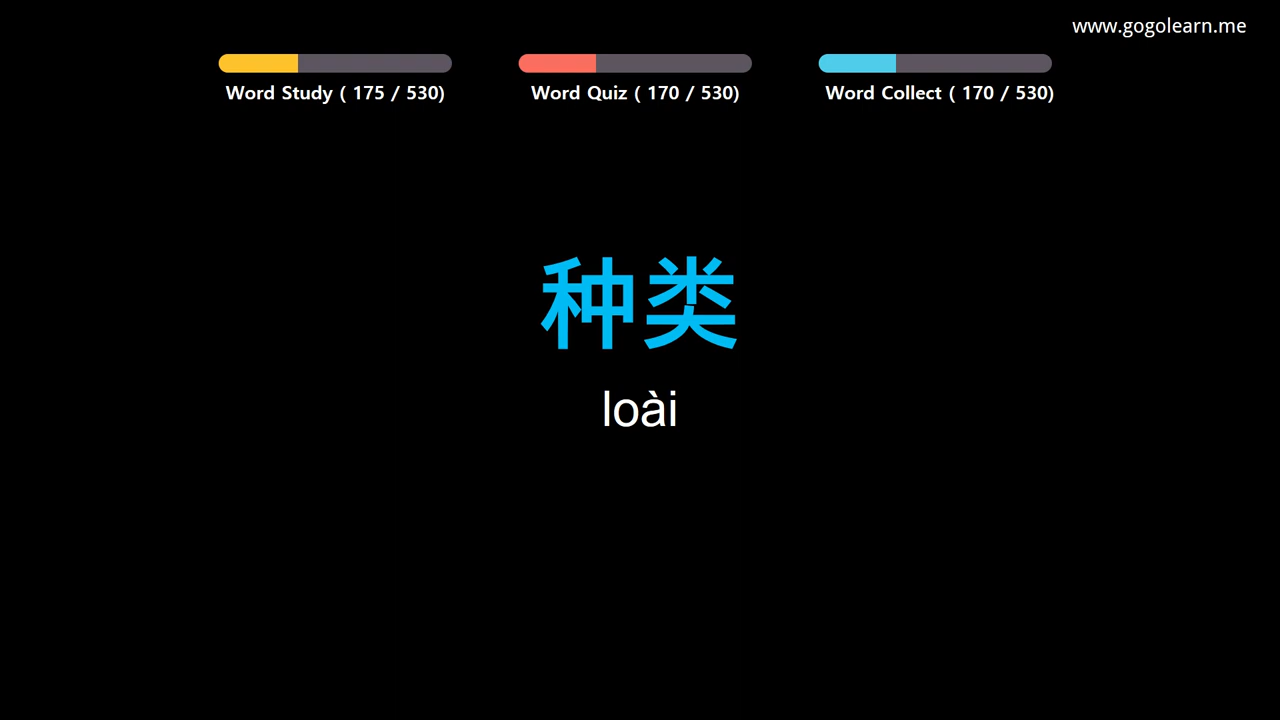 www.gogolearn.me
Word Study ( 175 / 530)
Word Quiz ( 170 / 530)
Word Collect ( 170 / 530)
种类
loài